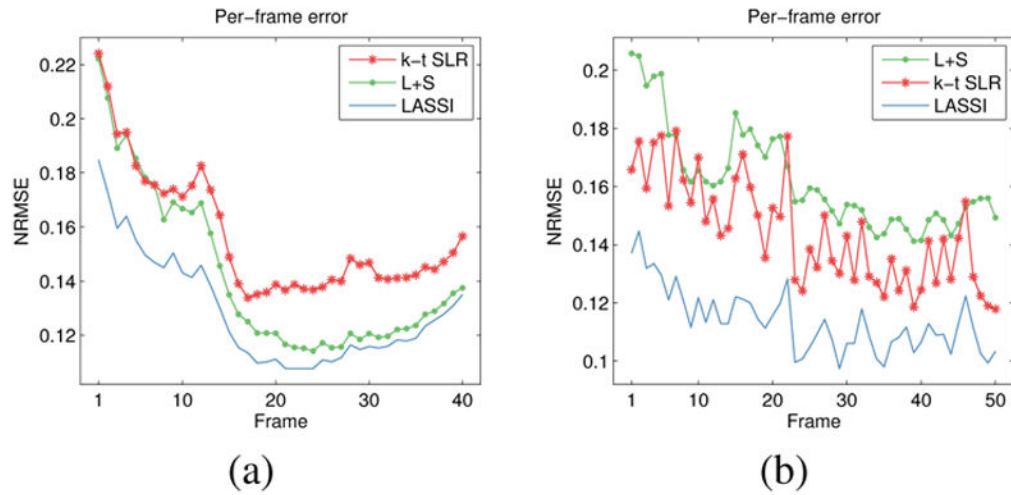 Per-frame error
NRMSE
0.22
0.2
0.18
0.16
0.14
0.12
k-t SLR
L+S
LASSI
1
10
20
30
40
Frame
(a)
Per-frame error
NRMSE
0.2
0.18
0.16
0.14
0.12
0.1
L+S
k-t SLR
LASSI
1
10
20
30
40
50
Frame
(b)